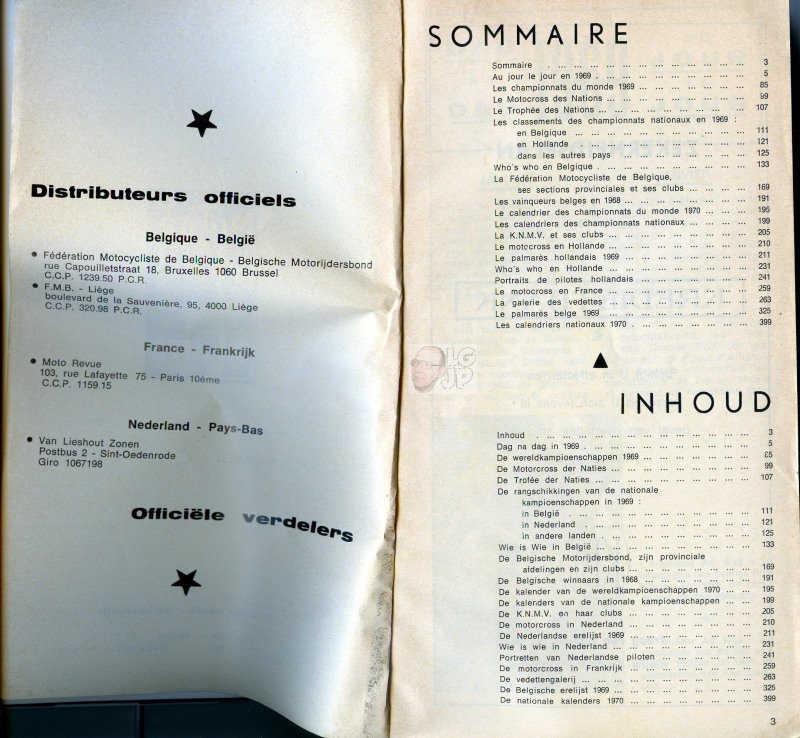 Distributeurs officiels
Belgique - België
● Fédération Motocycliste de Belgique - Belgische Motorijdersbond
rue Capouilletstraat 18, Bruxelles 1060 Brussel
C.C.P. 1239.50 P.C.R.
● F.M.B. - Liège
boulevard de la Sauvenière, 95, 4000 Liège
C.C.P. 320.98 P.C.R.
France - Frankrijk
● Moto Revue
103, rue Lafayette 75 - Paris 10ème
C.C.P. 1159.15
Nederland - Pays-Bas
● Van Lieshout Zonen
Postbus 2 - Sint-Oedenrode
Giro 1067198
Officiële verdelers
SOMMAIRE
Sommaire . ... ... ... ... ... ... ... ... ... ... 3
Au jour le jour en 1969 . ... ... ... ... ... ... ... ... 5
Les championnats du monde 1969 ... ... ... ... ... ... 85
Le Motocross des Nations ... ... ... ... ... ... ... ... 99
Le Trophée des Nations ... ... ... ... ... ... ... ... 107
Les classements des championnats nationaux en 1969 :
en Belgique ... ... ... ... ... ... ... ... ... 111
en Hollande ... ... ... ... ... ... ... ... ... 121
dans les autres pays ... ... ... ... ... ... ... 125
Who's who en Belgique . ... ... ... ... ... ... ... ... 133
La Fédération Motocycliste de Belgique,
ses sections provinciales et ses clubs ... ... ... ... 169
Les vainqueurs belges en 1968 ... ... ... ... ... ... ... 191
Le calendrier des championnats du monde 1970 ... ... ... 195
Les calendriers des championnats nationaux ... ... ... ... 199
La K.N.M.V. et ses clubs ... ... ... ... ... ... ... ... 205
Le motocross en Hollande ... ... ... ... ... ... ... ... 210
Le palmarès hollandais 1969 ... ... ... ... ... ... ... 211
Who's who en Hollande ... ... ... ... ... ... ... ... 231
Portraits de pilotes hollandais ... ... ... ... ... ... 241
Le motocross en France ... ... ... ... ... ... ... ... 259
La galerie des vedettes ... ... ... ... ... ... ... ... 263
Le palmarès belge 1969 ... ... ... ... ... ... ... ... 325
Les calendriers nationaux 1970 . ... ... ... ... ... ... 399
LG
JP
INHOUD
Inhoud . ... ... ... ... ... ... ... ... ... ... 3
Dag na dag in 1969 . ... ... ... ... ... ... ... ... 5
De wereldkampioenschappen 1969 ... ... ... ... ... ... 85
De Motorcross der Naties ... ... ... ... ... ... ... ... 99
De Trofée der Naties ... ... ... ... ... ... ... ... 107
De rangschikkingen van de nationale
kampioenschappen in 1969 :
in België . ... ... ... ... ... ... ... ... ... 111
in Nederland . ... ... ... ... ... ... ... ... 121
in andere landen . ... ... ... ... ... ... ... 125
Wie is Wie in België ... ... ... ... ... ... ... ... 133
De Belgische Motorijdersbond, zijn provinciale
afdelingen en zijn clubs ... ... ... ... ... ... 169
De Belgische winnaars in 1968 ... ... ... ... ... ... ... 191
De kalender van de wereldkampioenschappen 1970 ... ... 195
De kalenders van de nationale kampioenschappen ... ... ... 199
De K.N.M.V. en haar clubs ... ... ... ... ... ... ... 205
De motorcross in Nederland ... ... ... ... ... ... ... 210
De Nederlandse erelijst 1969 ... ... ... ... ... ... ... 211
Wie is wie in Nederland ... ... ... ... ... ... ... ... 231
Portretten van Nederlandse piloten ... ... ... ... ... 241
De motorcross in Frankrijk ... ... ... ... ... ... ... 259
De vedettengalerij ... ... ... ... ... ... ... ... ... 263
De Belgische erelijst 1969 ... ... ... ... ... ... ... 325
De nationale kalenders 1970 ... ... ... ... ... ... ... 399
3